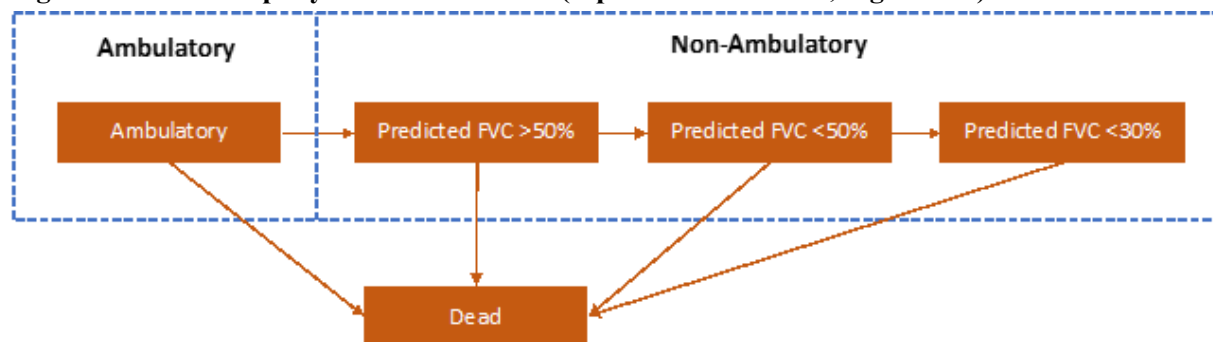 Ambulatory
Non-Ambulatory
Ambulatory
Predicted FVC >50%
Predicted FVC <50%
Predicted FVC <30%
Dead